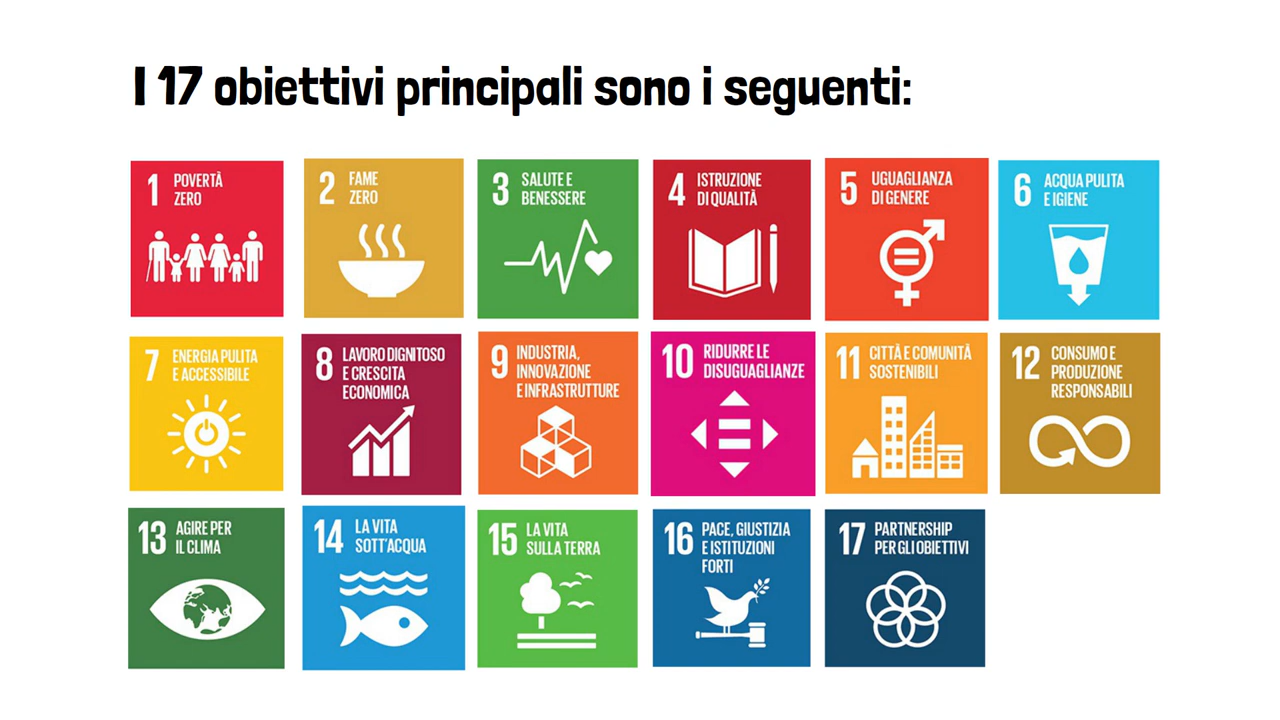 I 17 obiettivi principali sono i seguenti:
1 POVERTÀ
ZERO
2 FAME
ZERO
3 SALUTE E
BENESSERE
4 ISTRUZIONE
DI QUALITÀ
5 UGUAGLIANZA
DI GENERE
6 ACQUA PULITA
E IGIENE
7 ENERGIA PULITA
E ACCESSIBILE
8 LAVORO DIGNITOSO
E CRESCITA
ECONOMICA
9 INDUSTRIA,
INNOVAZIONE
E INFRASTRUTTURE
10 RIDURRE LE
DISUGUAGLIANZE
11 CITTÀ E COMUNITÀ
SOSTENIBILI
12 CONSUMO E
PRODUZIONE
RESPONSABILI
13 AGIRE PER
IL CLIMA
14 LA VITA
SOTT'ACQUA
15 LA VITA
SULLA TERRA
16 PACE, GIUSTIZIA
E ISTITUZIONI
FORTI
17 PARTNERSHIP
PER GLI OBIETTIVI